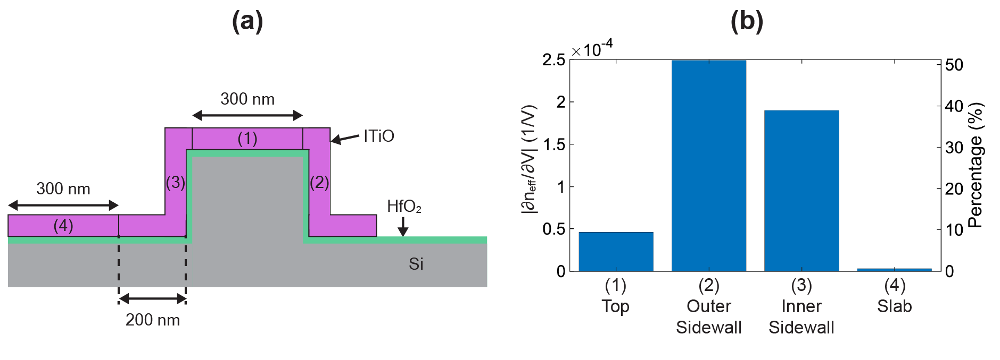 (a)
300 nm
(1)
ITiO
(3)
(2)
300 nm
HfO₂
(4)
Si
200 nm
(b)
×10⁻⁴
2.5
2
1.5
1
0.5
0
|∂n_eff/∂V| (1/V)
50
40
30
20
10
0
Percentage (%)
(1)
Top
(2)
Outer
Sidewall
(3)
Inner
Sidewall
(4)
Slab